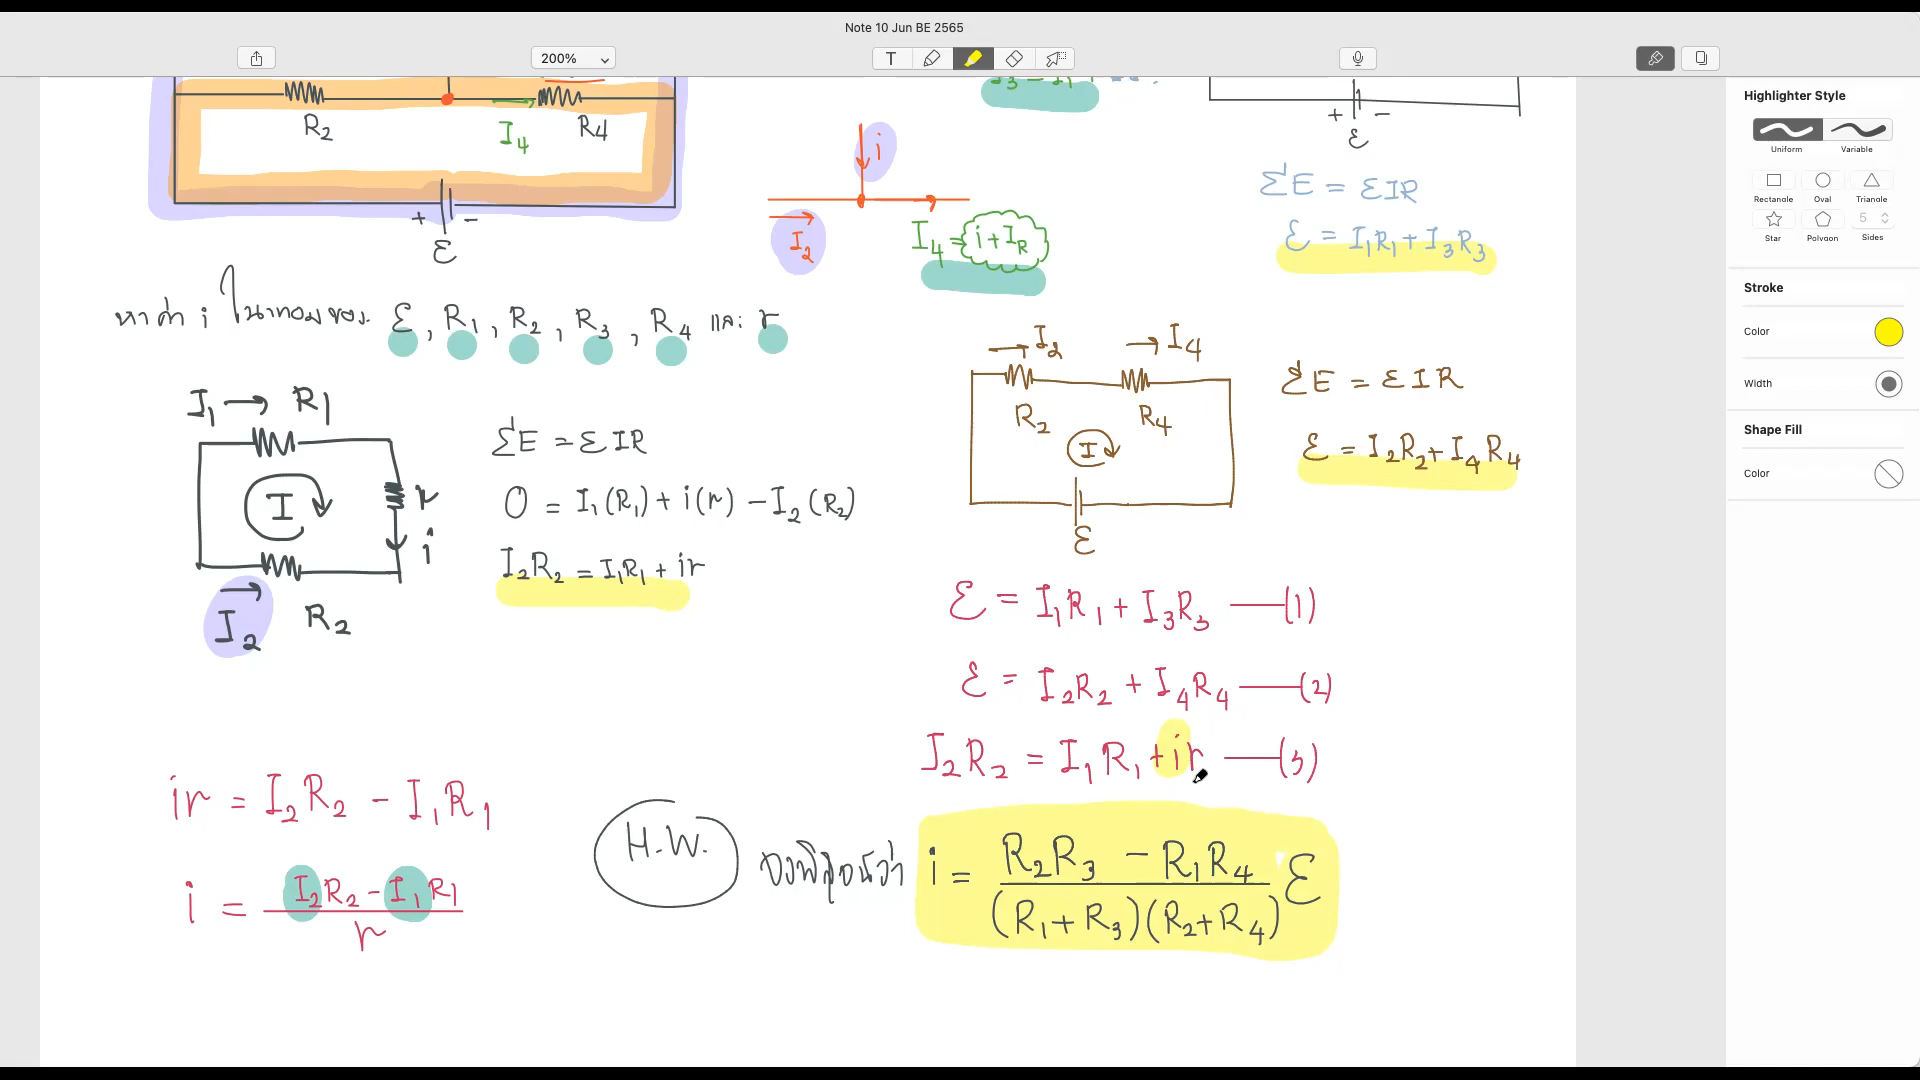 Note 10 Jun BE 2565
200%
T
Highlighter Style
Uniform
Variable
Rectangle
Oval
Triangle
Star
Polygon
5
Sides
Stroke
Color
Width
Shape Fill
Color
R₂
I₄
R₄
+ -
ε
i
I₂
I₄ = i + I_R
+ -
ε
ΣE = ΣIR
ε = I₁R₁ + I₃R₃
หาค่า i ในเทอมของ ε, R₁, R₂, R₃, R₄ และ r
I₁ → R₁
I
r
i
I₂
R₂
ΣE = ΣIR
0 = I₁(R₁) + i(r) - I₂(R₂)
I₂R₂ = I₁R₁ + ir
I₂
I₄
R₂
R₄
I
ε
ΣE = ΣIR
ε = I₂R₂ + I₄R₄
ε = I₁R₁ + I₃R₃ —(1)
ε = I₂R₂ + I₄R₄ —(2)
I₂R₂ = I₁R₁ + ir —(3)
ir = I₂R₂ - I₁R₁
i = (I₂R₂ - I₁R₁) / r
H.W.
จงพิสูจน์ว่า i = (R₂R₃ - R₁R₄) / (R₁ + R₃)(R₂ + R₄) ε